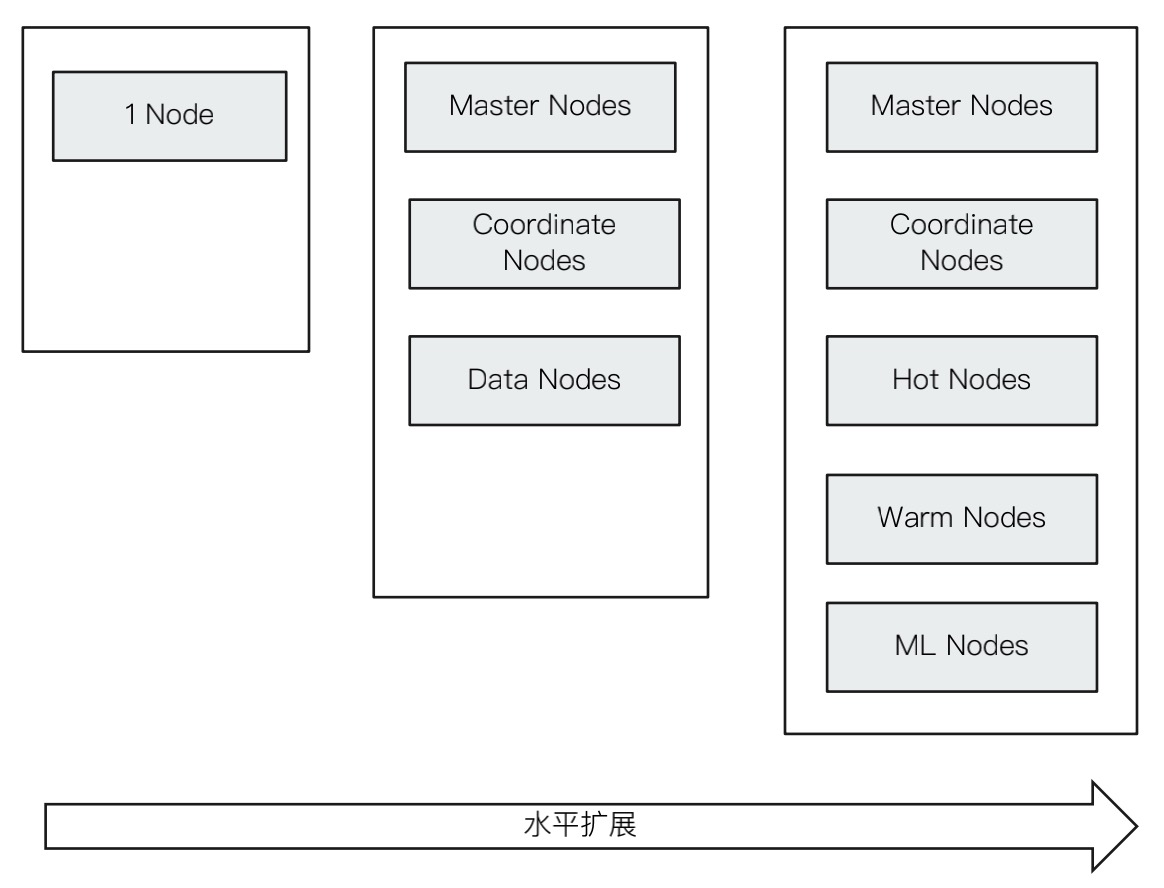 1 Node
Master Nodes
Coordinate
Nodes
Data Nodes
Master Nodes
Coordinate
Nodes
Hot Nodes
Warm Nodes
ML Nodes
水平扩展